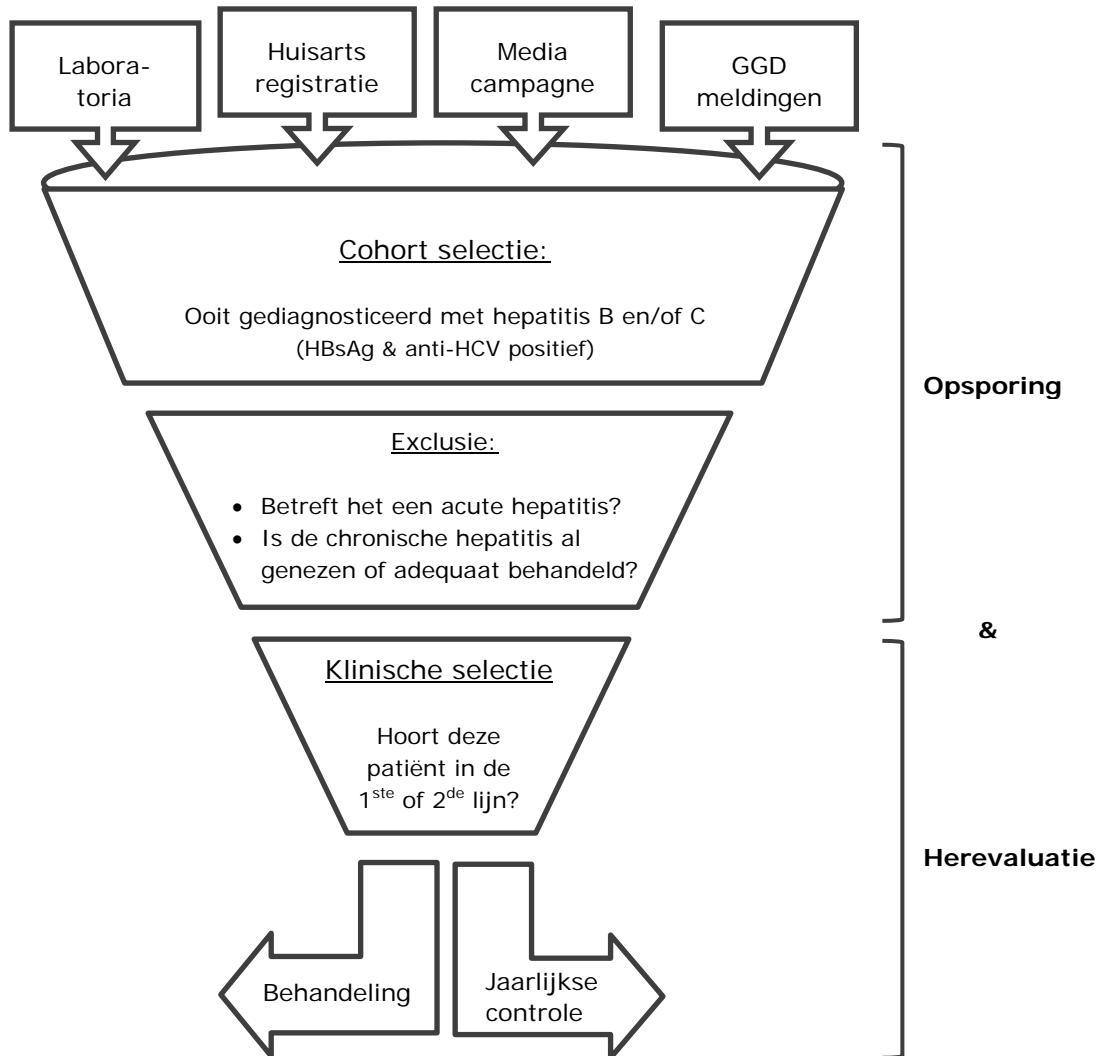 Labora-
toria
Huisarts
registratie
Media
campagne
GGD
meldingen
Cohort selectie:
Ooit gediagnosticeerd met hepatitis B en/of C
(HBsAg & anti-HCV positief)
Opsporing
Exclusie:
• Betreft het een acute hepatitis?
• Is de chronische hepatitis al
genezen of adequaat behandeld?
&
Klinische selectie
Hoort deze
patiënt in de
1ste of 2de lijn?
Herevaluatie
Behandeling
Jaarlijkse
controle